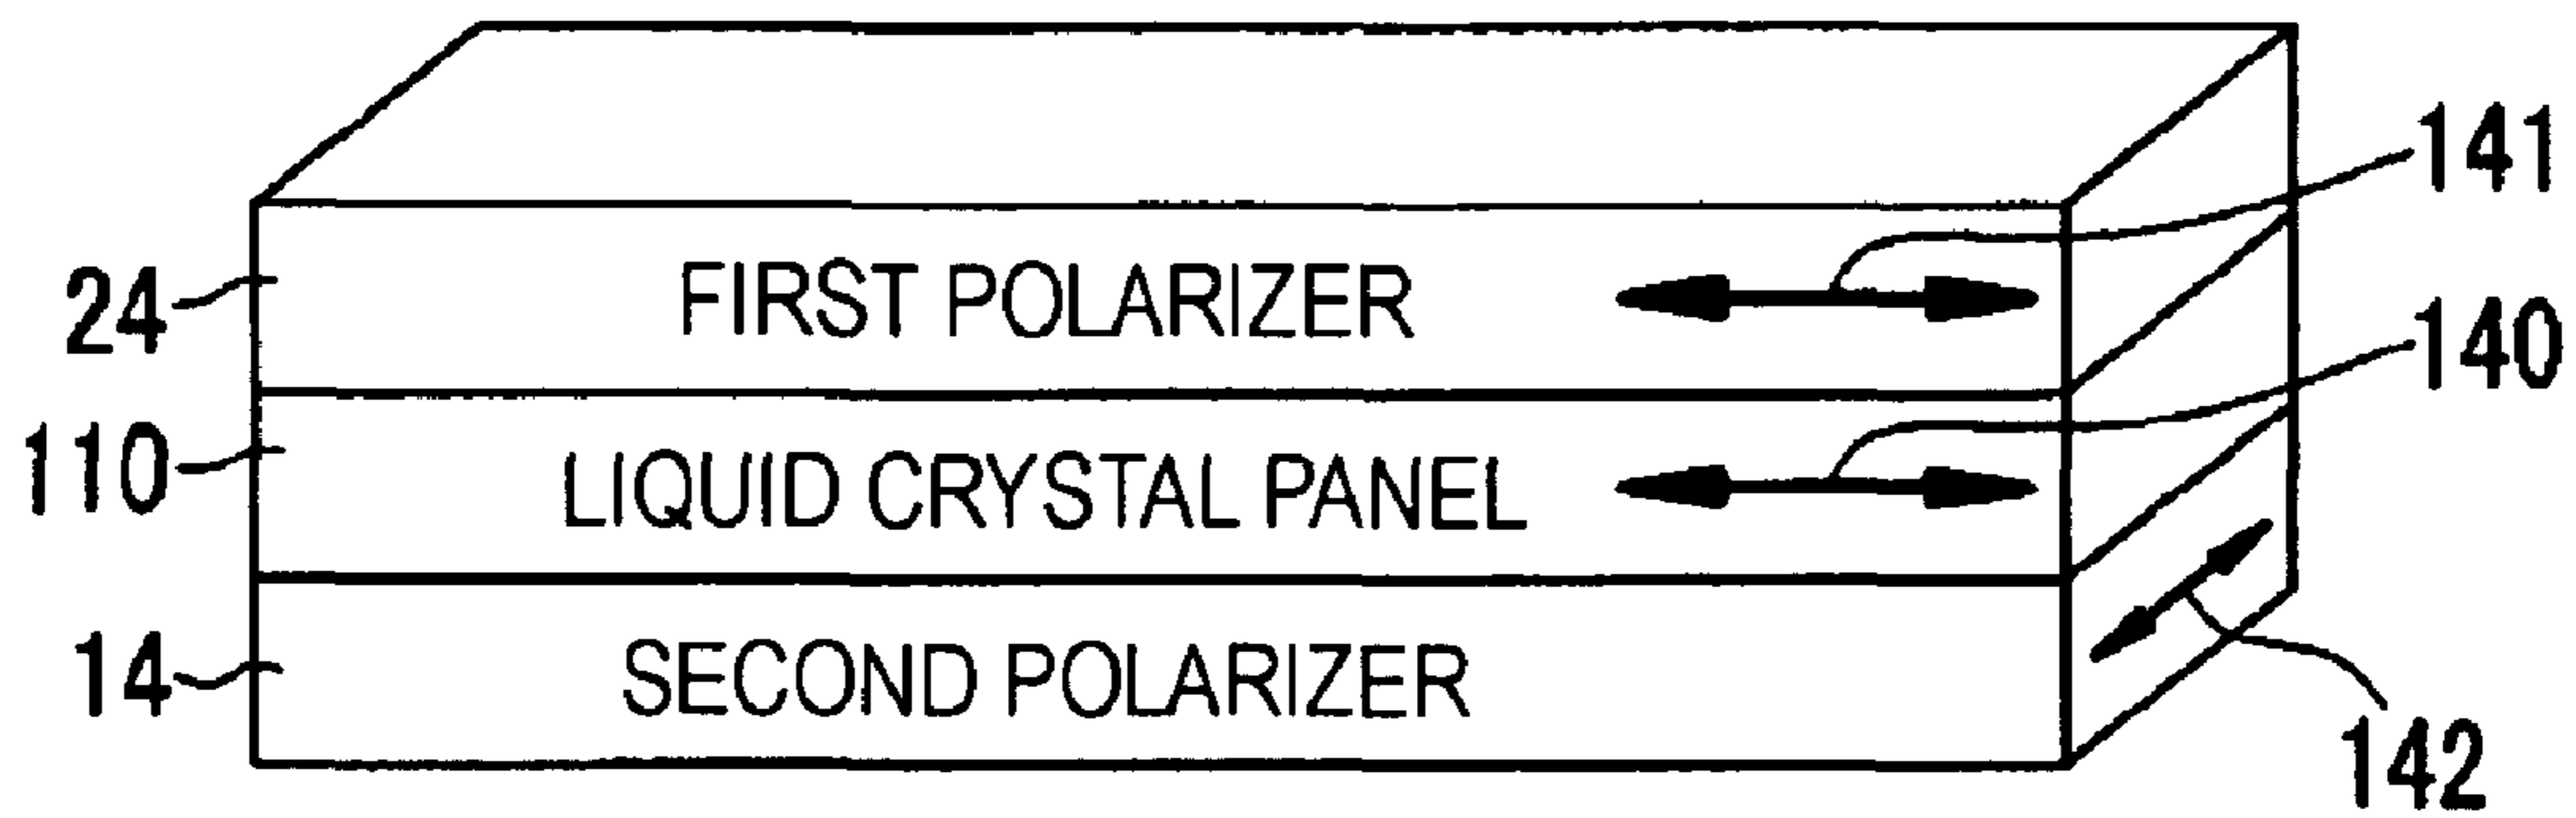 141
24
FIRST POLARIZER
140
110
LIQUID CRYSTAL PANEL
14
SECOND POLARIZER
142